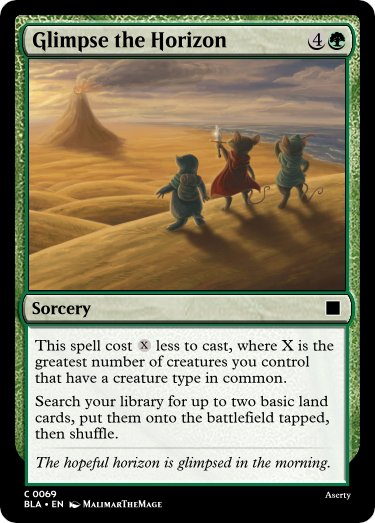 Glimpse the Horizon 4
Sorcery
This spell cost X less to cast, where X is the
greatest number of creatures you control
that have a creature type in common.
Search your library for up to two basic land
cards, put them onto the battlefield tapped,
then shuffle.
The hopeful horizon is glimpsed in the morning.
C 0069
BLA • EN MalimarTheMage
Aserty